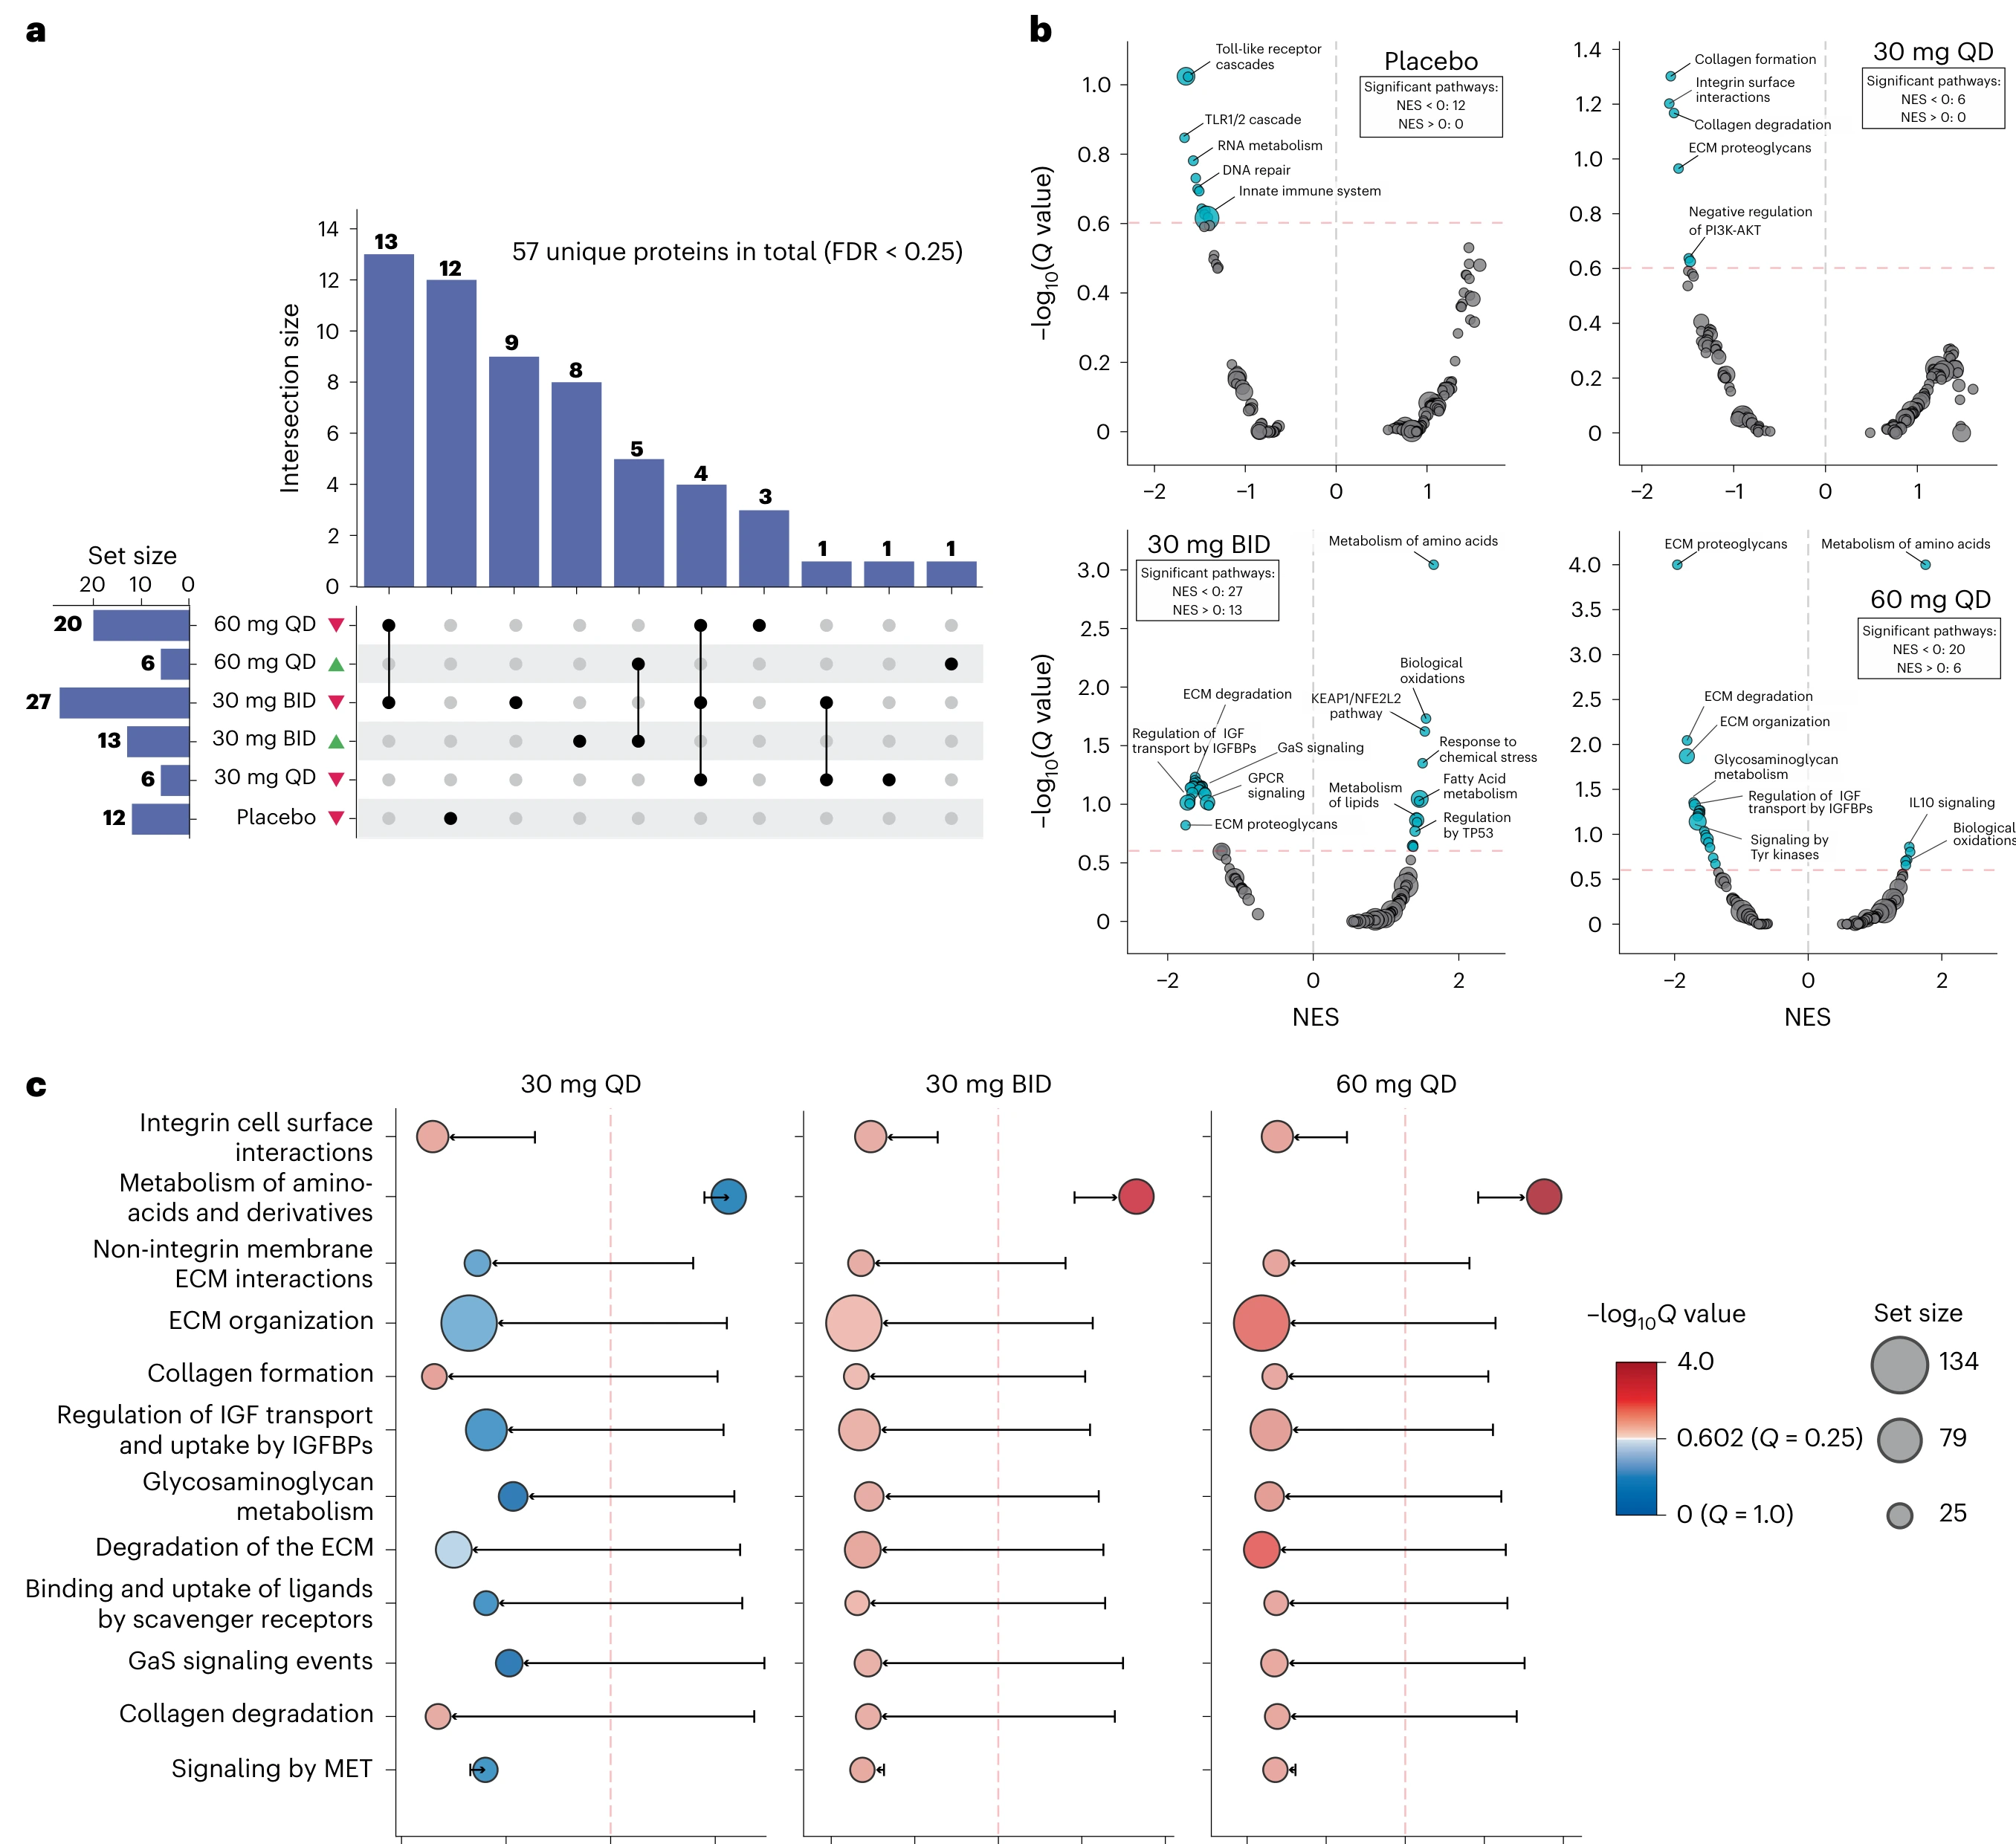 a
57 unique proteins in total (FDR < 0.25)
Intersection size
14
12
10
8
6
4
2
0
13
12
9
8
5
4
3
1
1
1
Set size
20 10 0
20 60 mg QD
6 60 mg QD
27 30 mg BID
13 30 mg BID
6 30 mg QD
12 Placebo
b
Placebo
Significant pathways:
NES < 0: 12
NES > 0: 0
Toll-like receptor
cascades
TLR1/2 cascade
RNA metabolism
DNA repair
Innate immune system
−log10(Q value)
1.0
0.8
0.6
0.4
0.2
0
−2 −1 0 1
30 mg QD
Significant pathways:
NES < 0: 6
NES > 0: 0
Collagen formation
Integrin surface
interactions
Collagen degradation
ECM proteoglycans
Negative regulation
of PI3K-AKT
1.4
1.2
1.0
0.8
0.6
0.4
0.2
0
−2 −1 0 1
30 mg BID
Significant pathways:
NES < 0: 27
NES > 0: 13
Metabolism of amino acids
Biological
oxidations
KEAP1/NFE2L2
pathway
ECM degradation
Regulation of IGF
transport by IGFBPs
GaS signaling
Response to
chemical stress
GPCR
signaling
Metabolism
of lipids
Fatty Acid
metabolism
ECM proteoglycans
Regulation
by TP53
−log10(Q value)
3.0
2.5
2.0
1.5
1.0
0.5
0
−2 0 2
NES
ECM proteoglycans
Metabolism of amino acids
60 mg QD
Significant pathways:
NES < 0: 20
NES > 0: 6
ECM degradation
ECM organization
Glycosaminoglycan
metabolism
Regulation of IGF
transport by IGFBPs
IL10 signaling
Signaling by
Tyr kinases
Biological
oxidations
4.0
3.5
3.0
2.5
2.0
1.5
1.0
0.5
0
−2 0 2
NES
c
30 mg QD 30 mg BID 60 mg QD
Integrin cell surface
interactions
Metabolism of amino-
acids and derivatives
Non-integrin membrane
ECM interactions
ECM organization
Collagen formation
Regulation of IGF transport
and uptake by IGFBPs
Glycosaminoglycan
metabolism
Degradation of the ECM
Binding and uptake of ligands
by scavenger receptors
GaS signaling events
Collagen degradation
Signaling by MET
−log10Q value
4.0
0.602 (Q = 0.25)
0 (Q = 1.0)
Set size
134
79
25